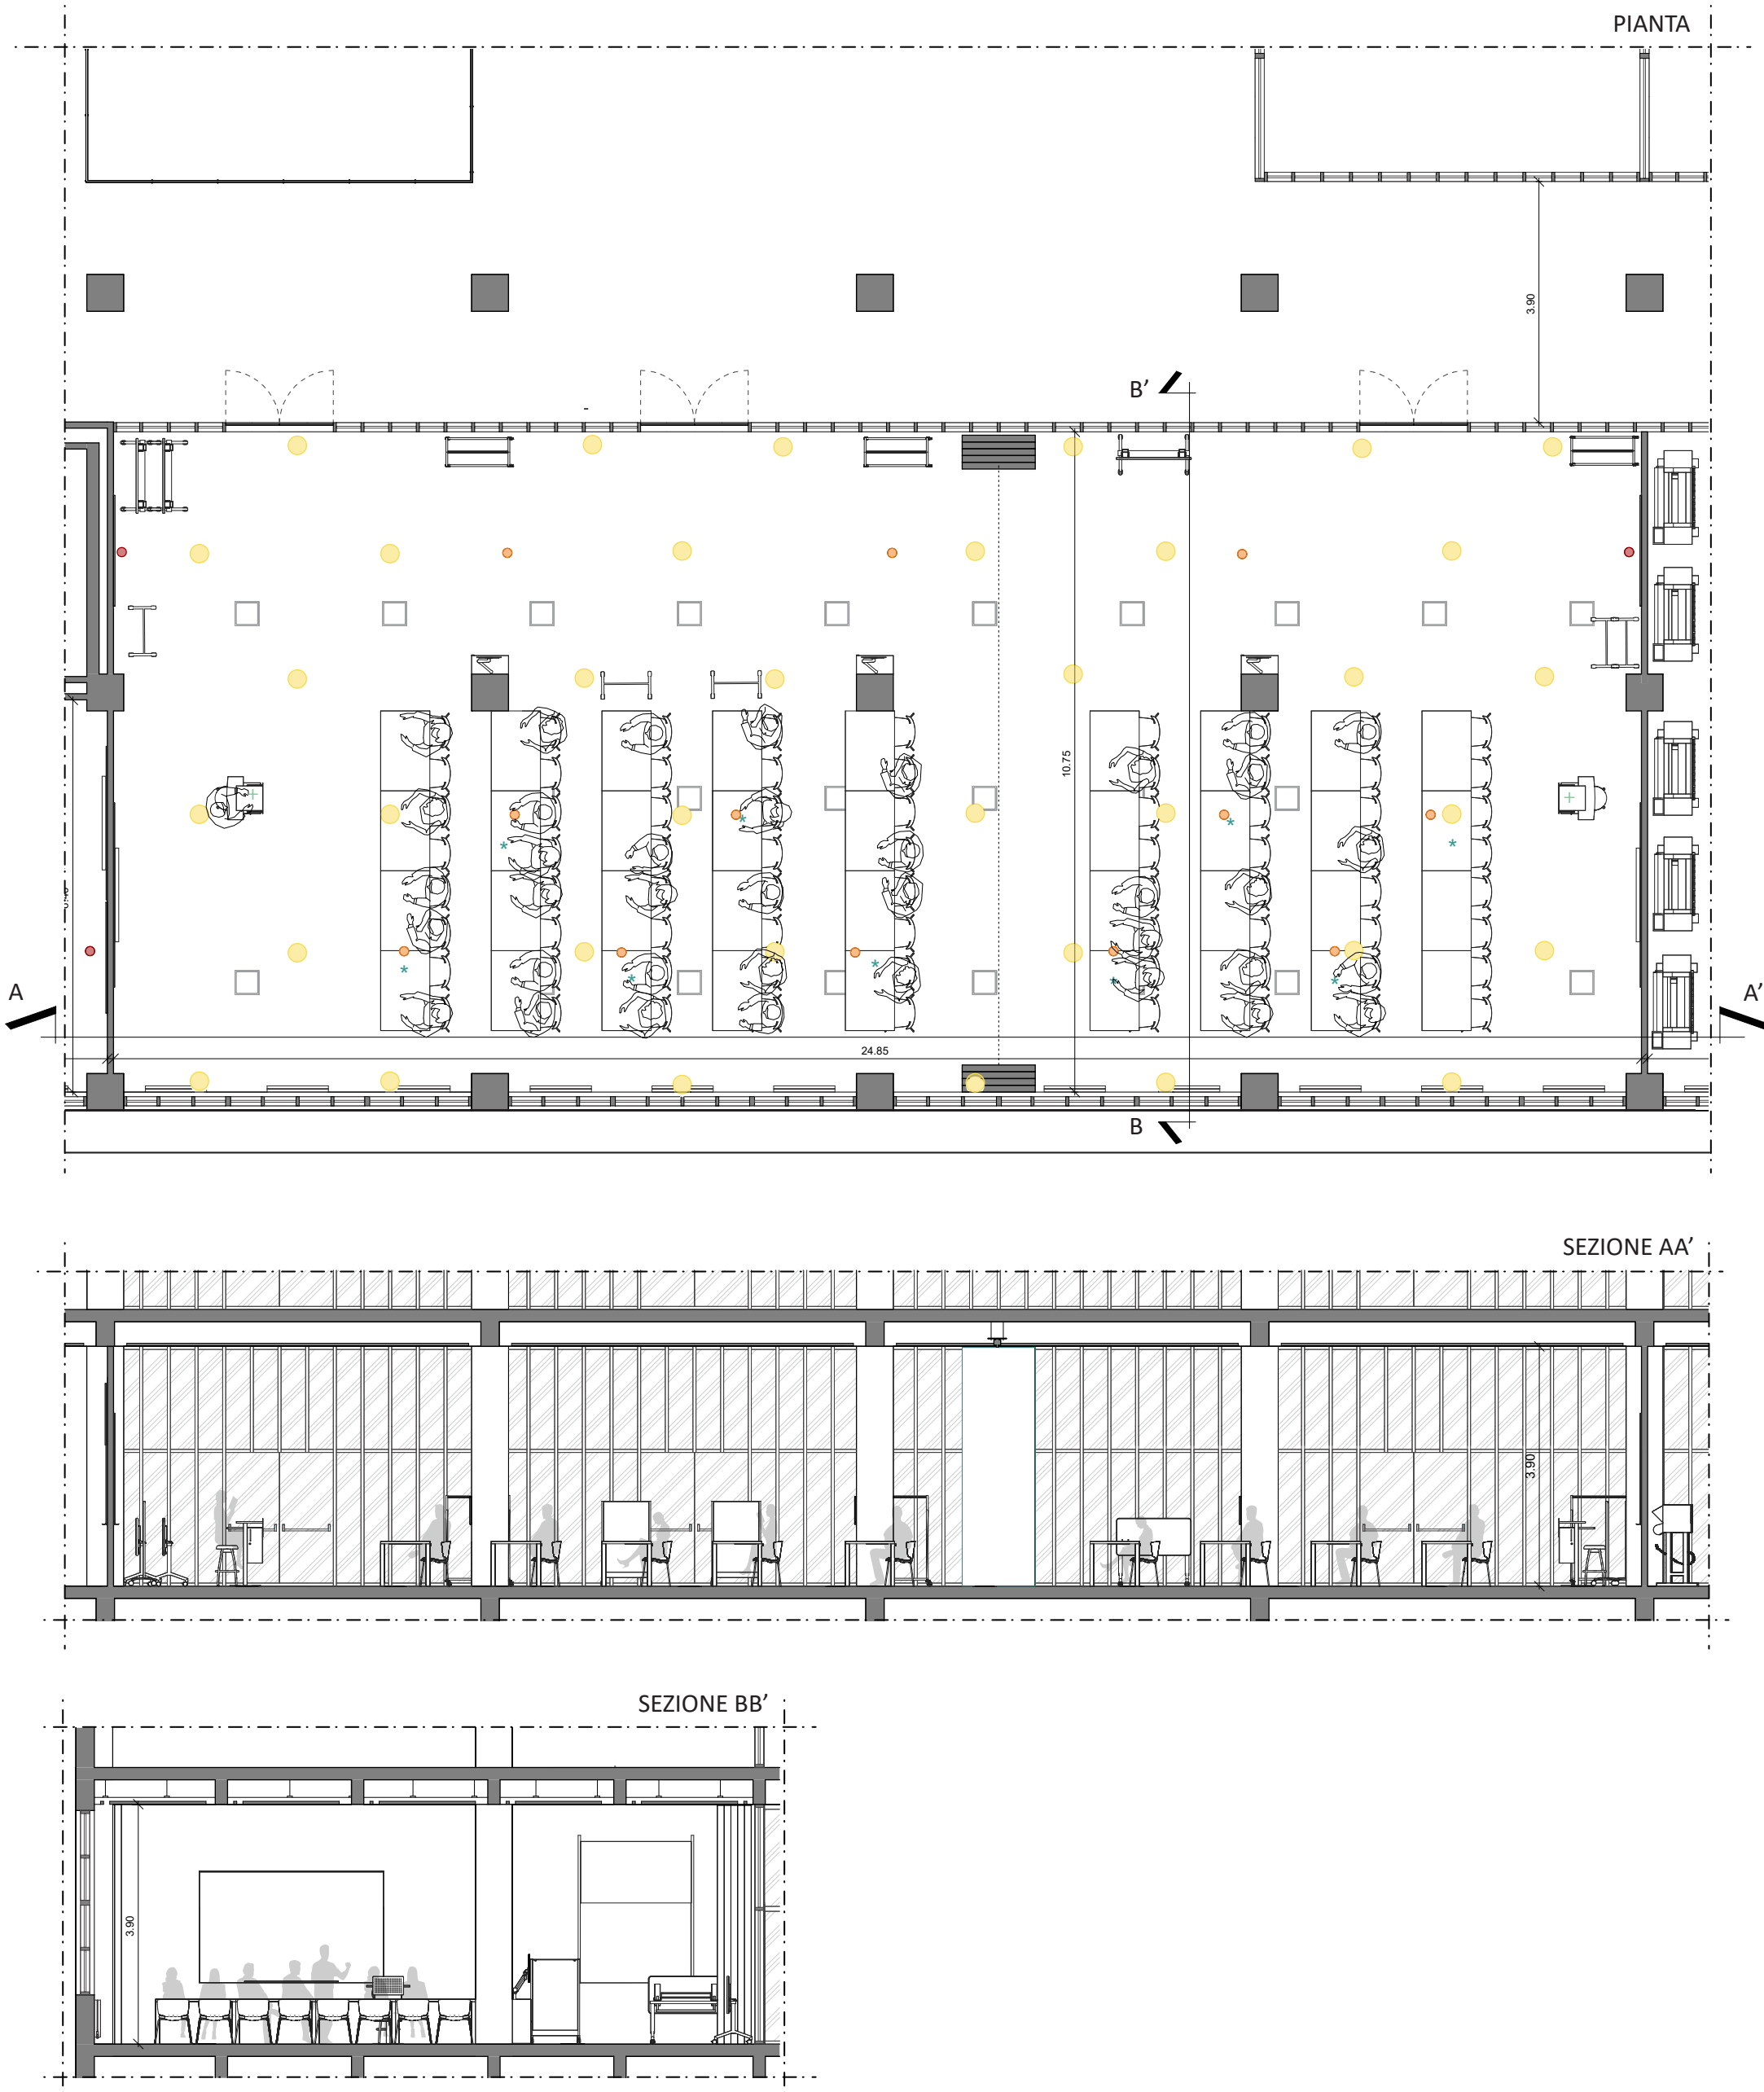 PIANTA
3.90
B'
10.75
A
A'
24.85
B
SEZIONE AA'
3.90
SEZIONE BB'
3.90